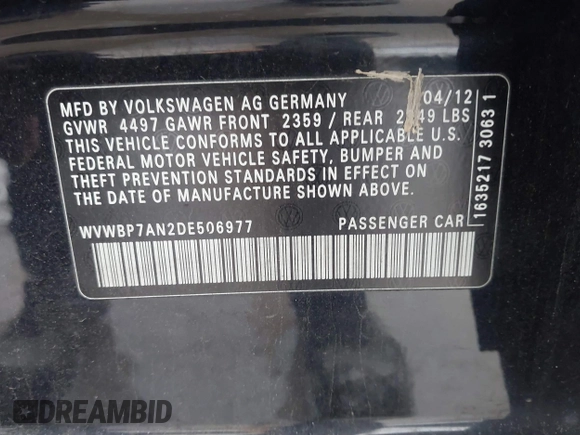 MFD BY VOLKSWAGEN AG GERMANY 04/12
GVWR 4497 GAWR FRONT 2359 / REAR LBS
THIS VEHICLE CONFORMS TO ALL APPLICABLE U.S.
FEDERAL MOTOR VEHICLE SAFETY, BUMPER AND
THEFT PREVENTION STANDARDS IN EFFECT ON
THE DATE OF MANUFACTURE SHOWN ABOVE.
WVWBP7AN2DE506977 PASSENGER CAR
1635217 3063 1
DREAMBID